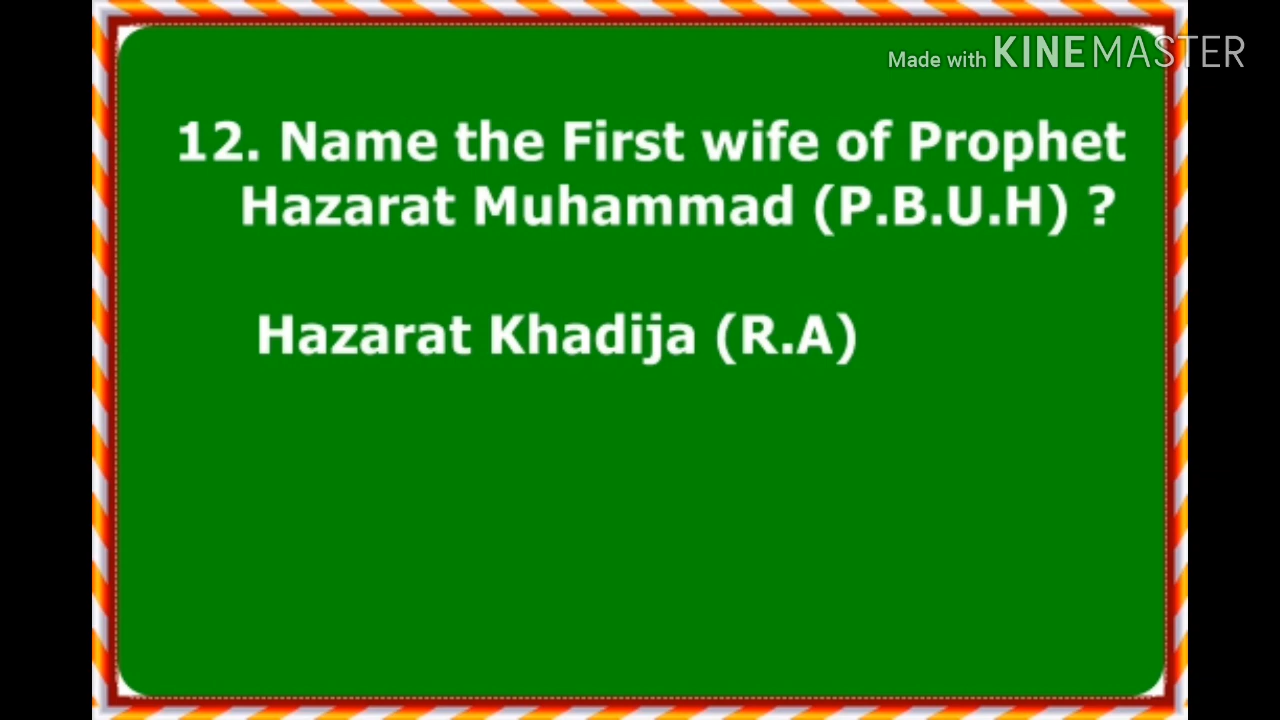 Made with KINEMASTER
12. Name the First wife of Prophet
Hazarat Muhammad (P.B.U.H) ?
Hazarat Khadija (R.A)